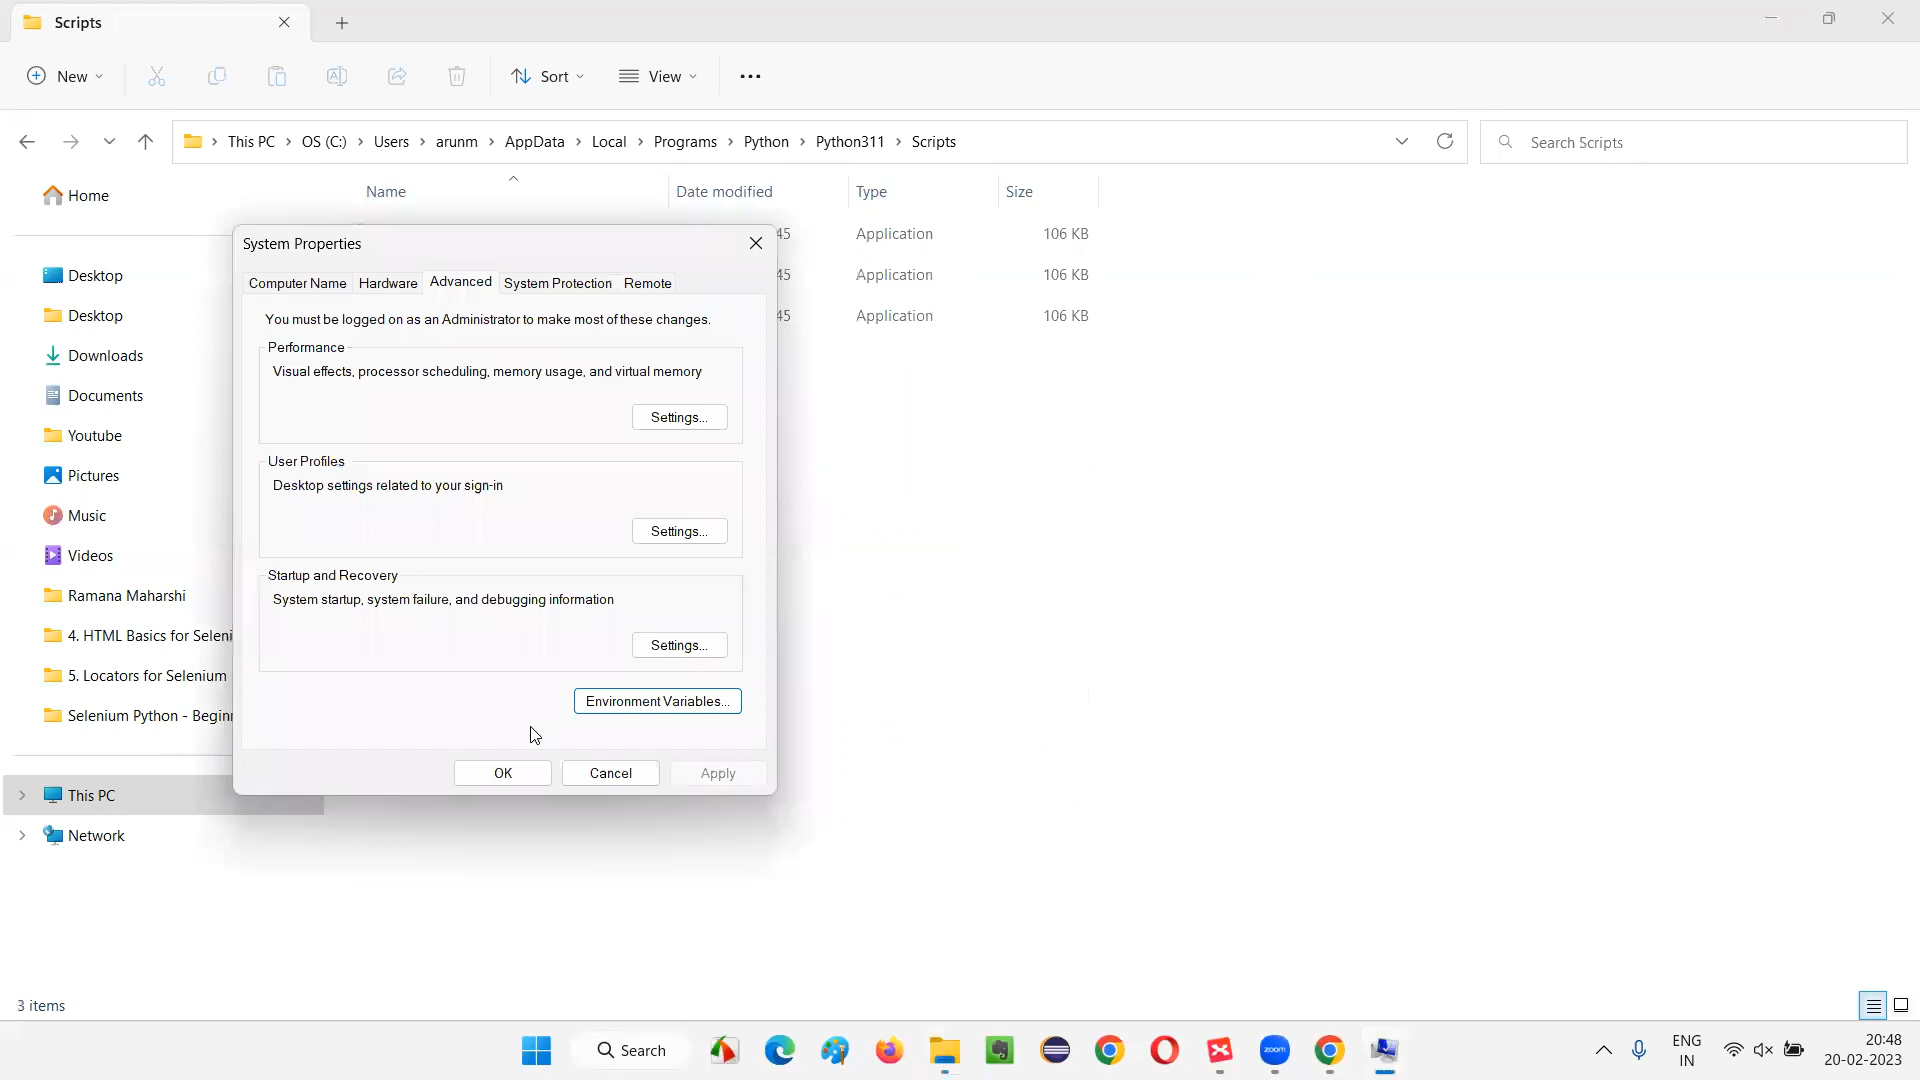 Scripts
New
Sort
View
This PC > OS (C:) > Users > arunm > AppData > Local > Programs > Python > Python311 > Scripts
Search Scripts
Home
Name
Date modified
Type
Size
45
Application
106 KB
45
Application
106 KB
45
Application
106 KB
Desktop
Desktop
Downloads
Documents
Youtube
Pictures
Music
Videos
Ramana Maharshi
4. HTML Basics for Seleni
5. Locators for Selenium
Selenium Python - Beginn
This PC
Network
System Properties
Computer Name
Hardware
Advanced
System Protection
Remote
You must be logged on as an Administrator to make most of these changes.
Performance
Visual effects, processor scheduling, memory usage, and virtual memory
Settings...
User Profiles
Desktop settings related to your sign-in
Settings...
Startup and Recovery
System startup, system failure, and debugging information
Settings...
Environment Variables...
OK
Cancel
Apply
3 items
Search
zoom
ENG
IN
20:48
20-02-2023